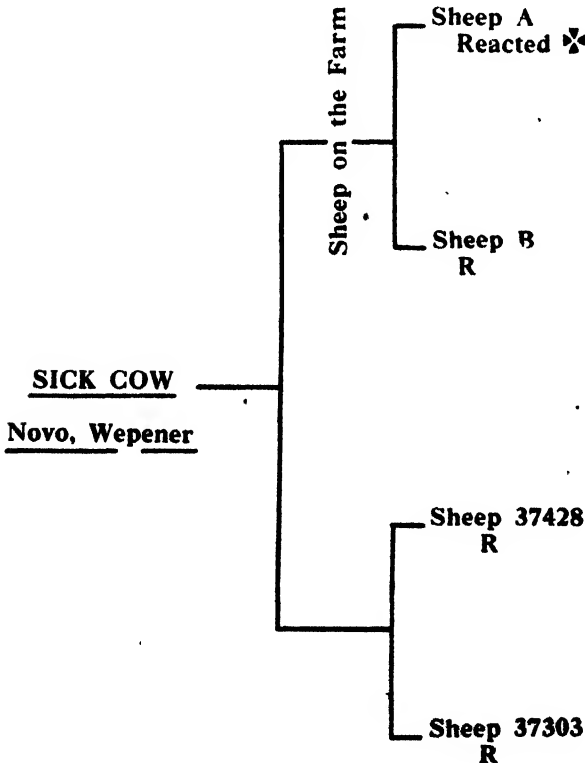 Sheep A
Reacted ✤
Sheep on the Farm
Sheep B
R
SICK COW
Novo, Wepener
Sheep 37428
R
Sheep 37303
R